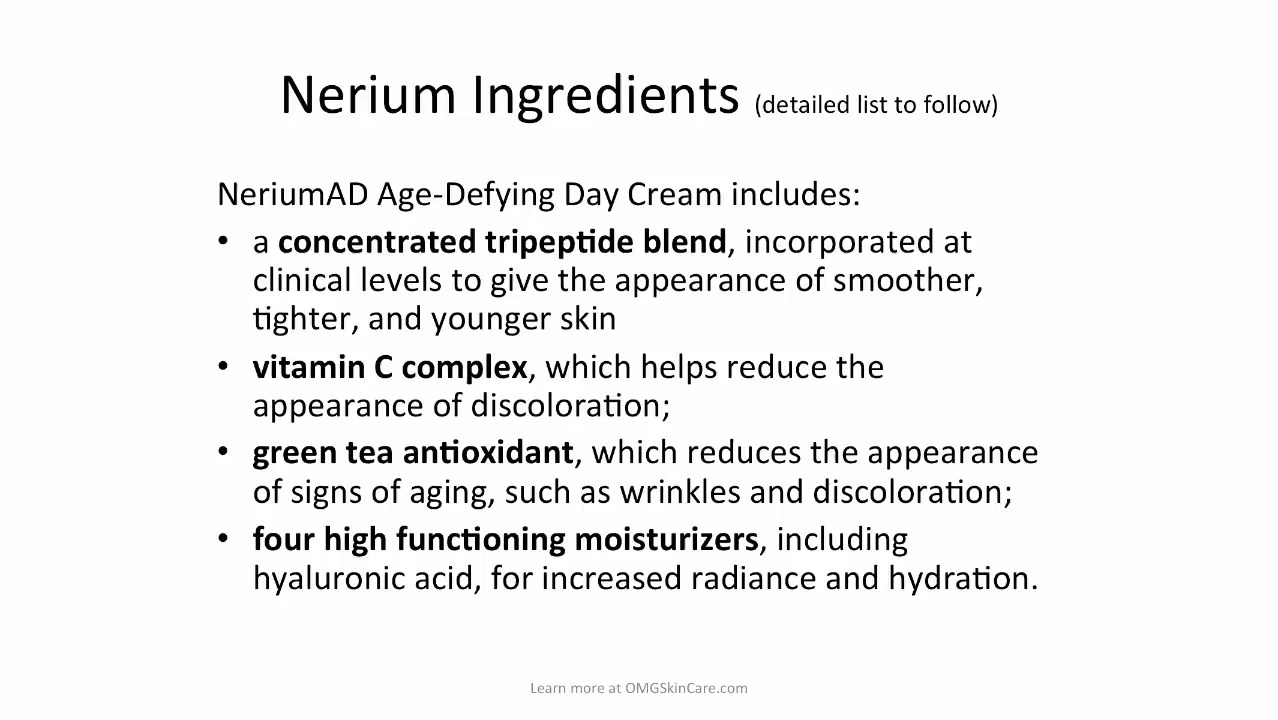 Nerium Ingredients (detailed list to follow)
NeriumAD Age-Defying Day Cream includes:
• a concentrated tripeptide blend, incorporated at
clinical levels to give the appearance of smoother,
tighter, and younger skin
• vitamin C complex, which helps reduce the
appearance of discoloration;
• green tea antioxidant, which reduces the appearance
of signs of aging, such as wrinkles and discoloration;
• four high functioning moisturizers, including
hyaluronic acid, for increased radiance and hydration.
Learn more at OMGSkinCare.com